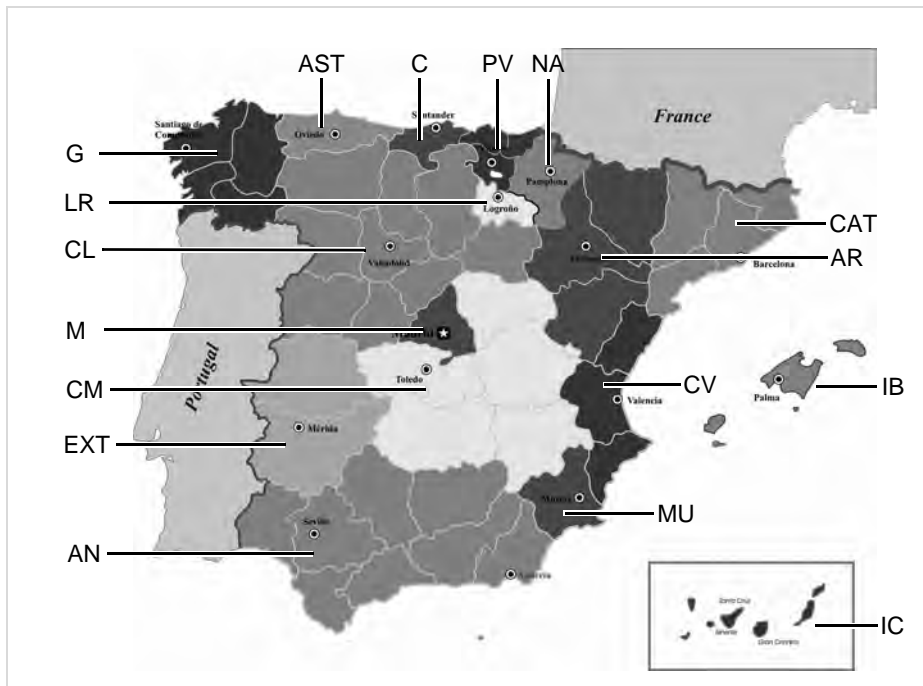 AST
C
PV
NA
Santander
Santiago de
Oviedo
France
G
Pamplona
LR
Logroño
CAT
CL
Valladolid
AR
Barcelona
M
Madrid
Portugal
CM
Toledo
CV
Valencia
Palma
IB
EXT
Mérida
Murcia
MU
Sevilla
AN
Almería
Santa Cruz
IC
Tenerife
Gran Canaria